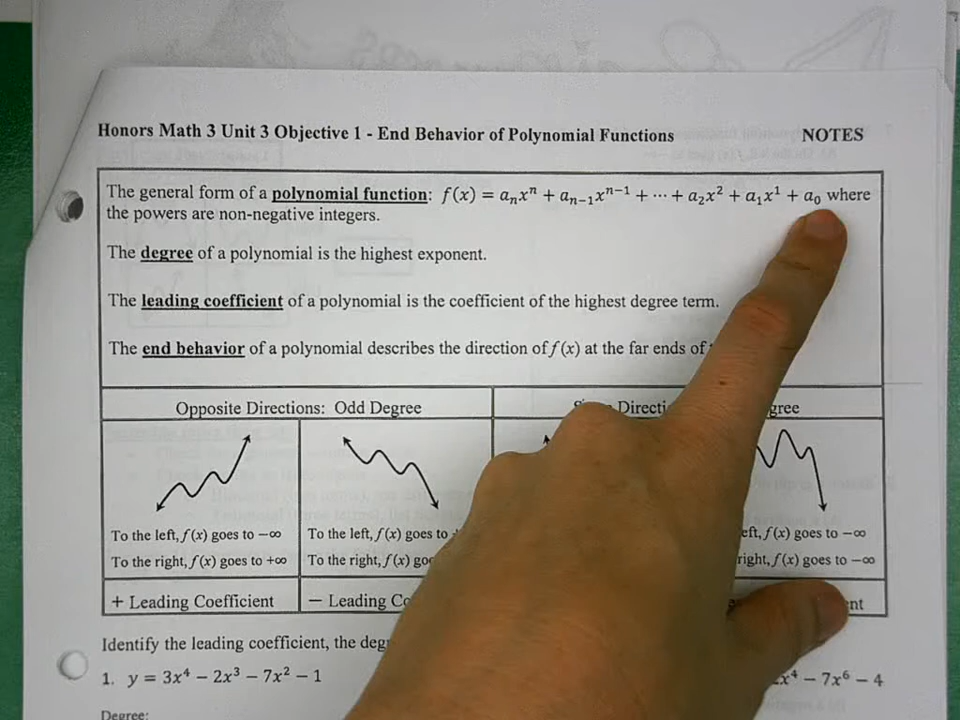 Honors Math 3 Unit 3 Objective 1 - End Behavior of Polynomial Functions NOTES
The general form of a polynomial function: f(x) = aₙxⁿ + aₙ₋₁xⁿ⁻¹ + ⋯ + a₂x² + a₁x¹ + a₀ where
the powers are non-negative integers.
The degree of a polynomial is the highest exponent.
The leading coefficient of a polynomial is the coefficient of the highest degree term.
The end behavior of a polynomial describes the direction of f(x) at the far ends of
Opposite Directions: Odd Degree
To the left, f(x) goes to −∞ To the left, f(x) goes to f(x) goes to −∞
To the right, f(x) goes to +∞ To the right, f(x) right, f(x) goes to −∞
+ Leading Coefficient − Leading
Identify the leading coefficient, the
1. y = 3x⁴ − 2x³ − 7x² − 1 x⁴ − 7x⁶ − 4
Degree: